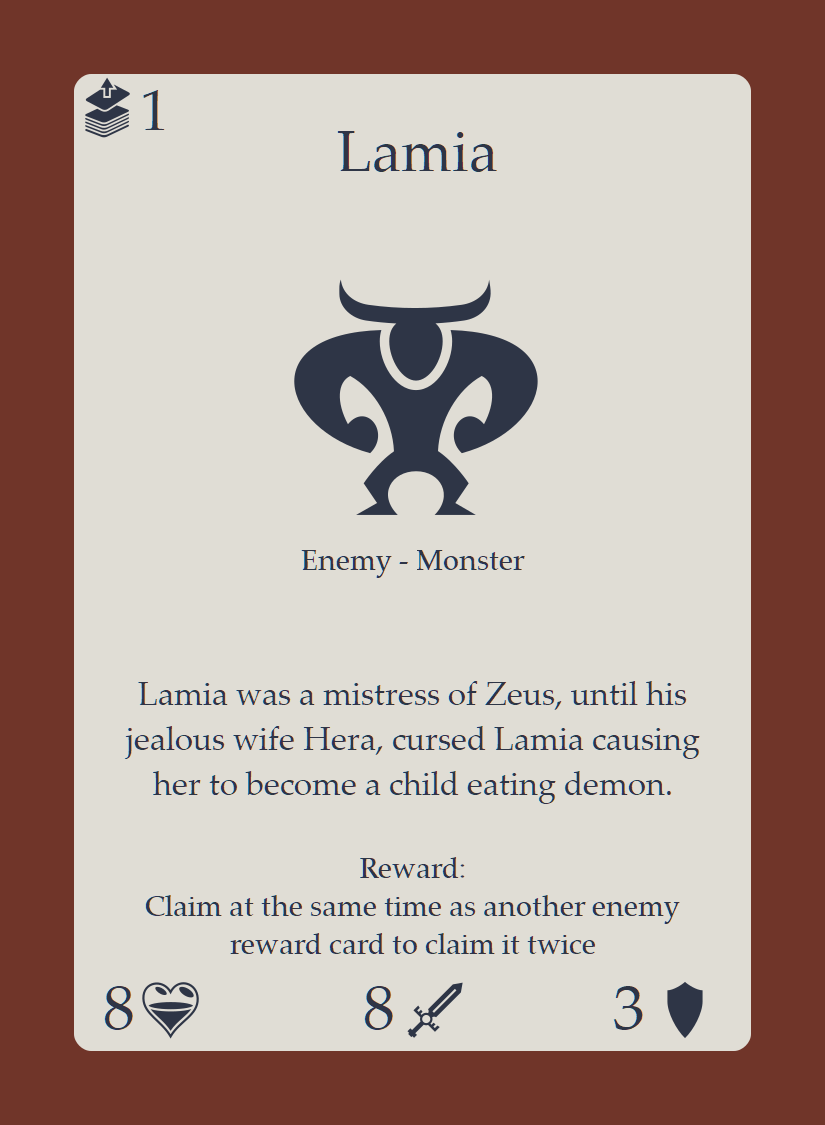 1
Lamia
Enemy - Monster
Lamia was a mistress of Zeus, until his
jealous wife Hera, cursed Lamia causing
her to become a child eating demon.
Reward:
Claim at the same time as another enemy
reward card to claim it twice
8 8 3